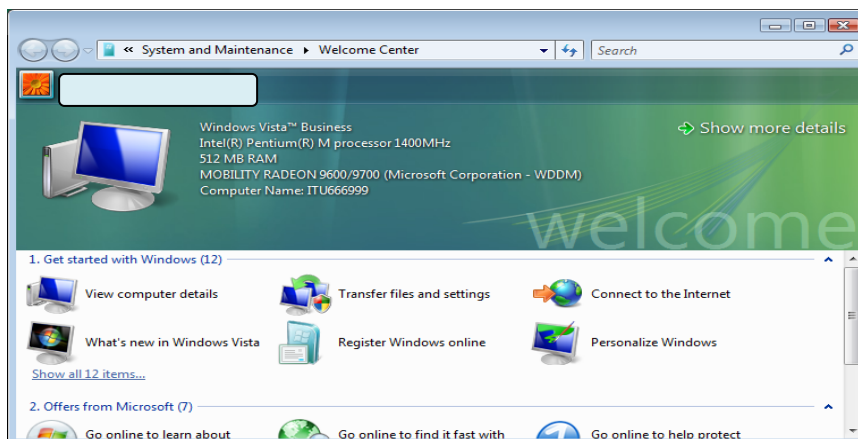 « System and Maintenance ▸ Welcome Center
Search
Windows Vista™ Business
Intel(R) Pentium(R) M processor 1400MHz
512 MB RAM
MOBILITY RADEON 9600/9700 (Microsoft Corporation - WDDM)
Computer Name: ITU666999
Show more details
welcome
1. Get started with Windows (12)
View computer details
Transfer files and settings
Connect to the Internet
What's new in Windows Vista
Register Windows online
Personalize Windows
Show all 12 items...
2. Offers from Microsoft (7)
Go online to learn about
Go online to find it fast with
Go online to help protect